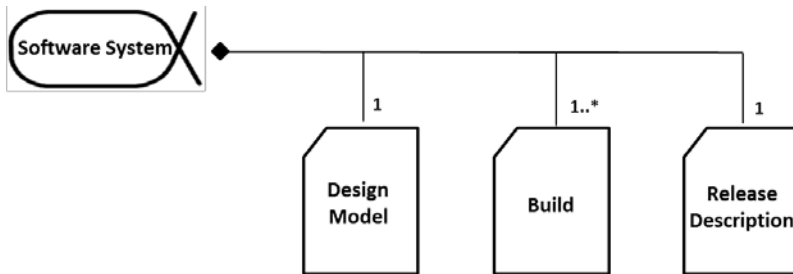 Software System
1
1..*
1
Design
Model
Build
Release
Description